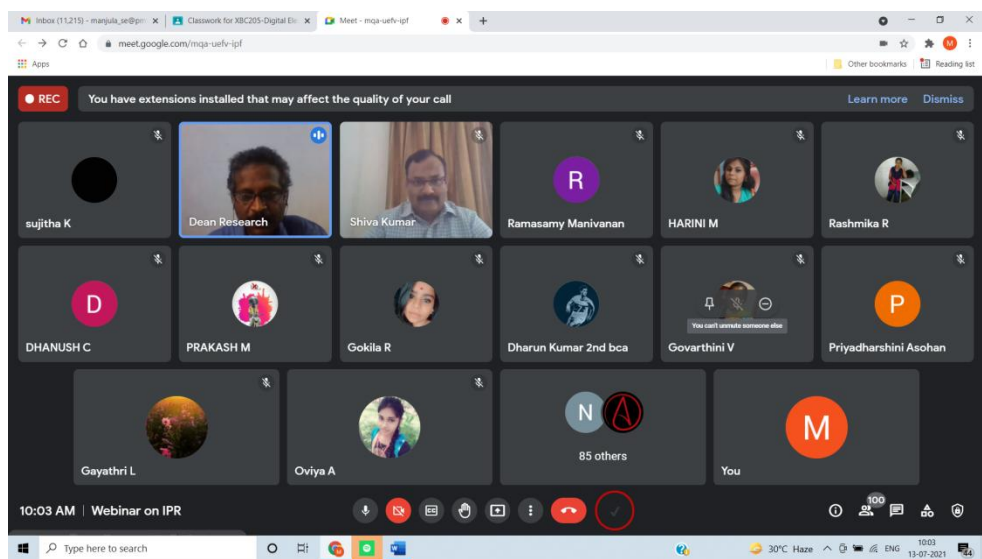 Inbox (11,215) - manjula_se@pm
Classwork for XBC205-Digital Ele
Meet - mqa-uefv-ipf
meet.google.com/mqa-uefv-ipf
M
Apps
Other bookmarks
Reading list
REC
You have extensions installed that may affect the quality of your call
Learn more
Dismiss
sujitha K
Dean Research
Shiva Kumar
R
Ramasamy Manivanan
HARINI M
Rashmika R
D
DHANUSH C
PRAKASH M
Gokila R
Dharun Kumar 2nd bca
You can't unmute someone else
Govarthini V
P
Priyadharshini Asohan
Gayathri L
Oviya A
N
85 others
M
You
10:03 AM | Webinar on IPR
CC
100
Type here to search
30°C Haze
ENG
10:03
13-07-2021
44